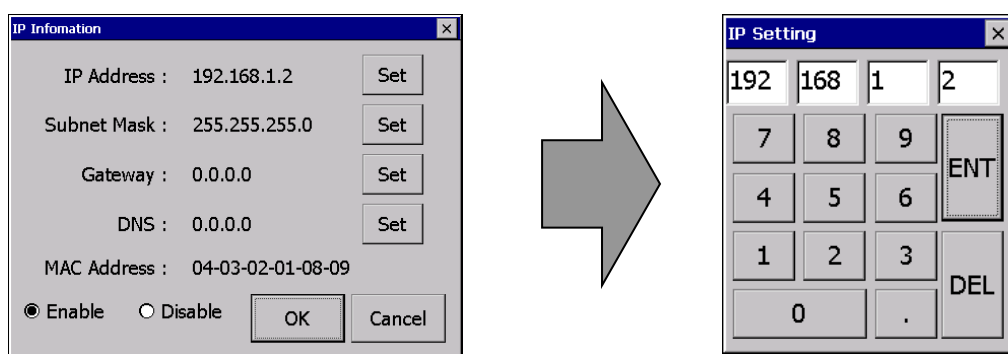 IP Infomation
IP Address : 192.168.1.2 Set
Subnet Mask : 255.255.255.0 Set
Gateway : 0.0.0.0 Set
DNS : 0.0.0.0 Set
MAC Address : 04-03-02-01-08-09
Enable Disable OK Cancel
IP Setting
192 168 1 2
7 8 9 ENT
4 5 6
1 2 3 DEL
0 .